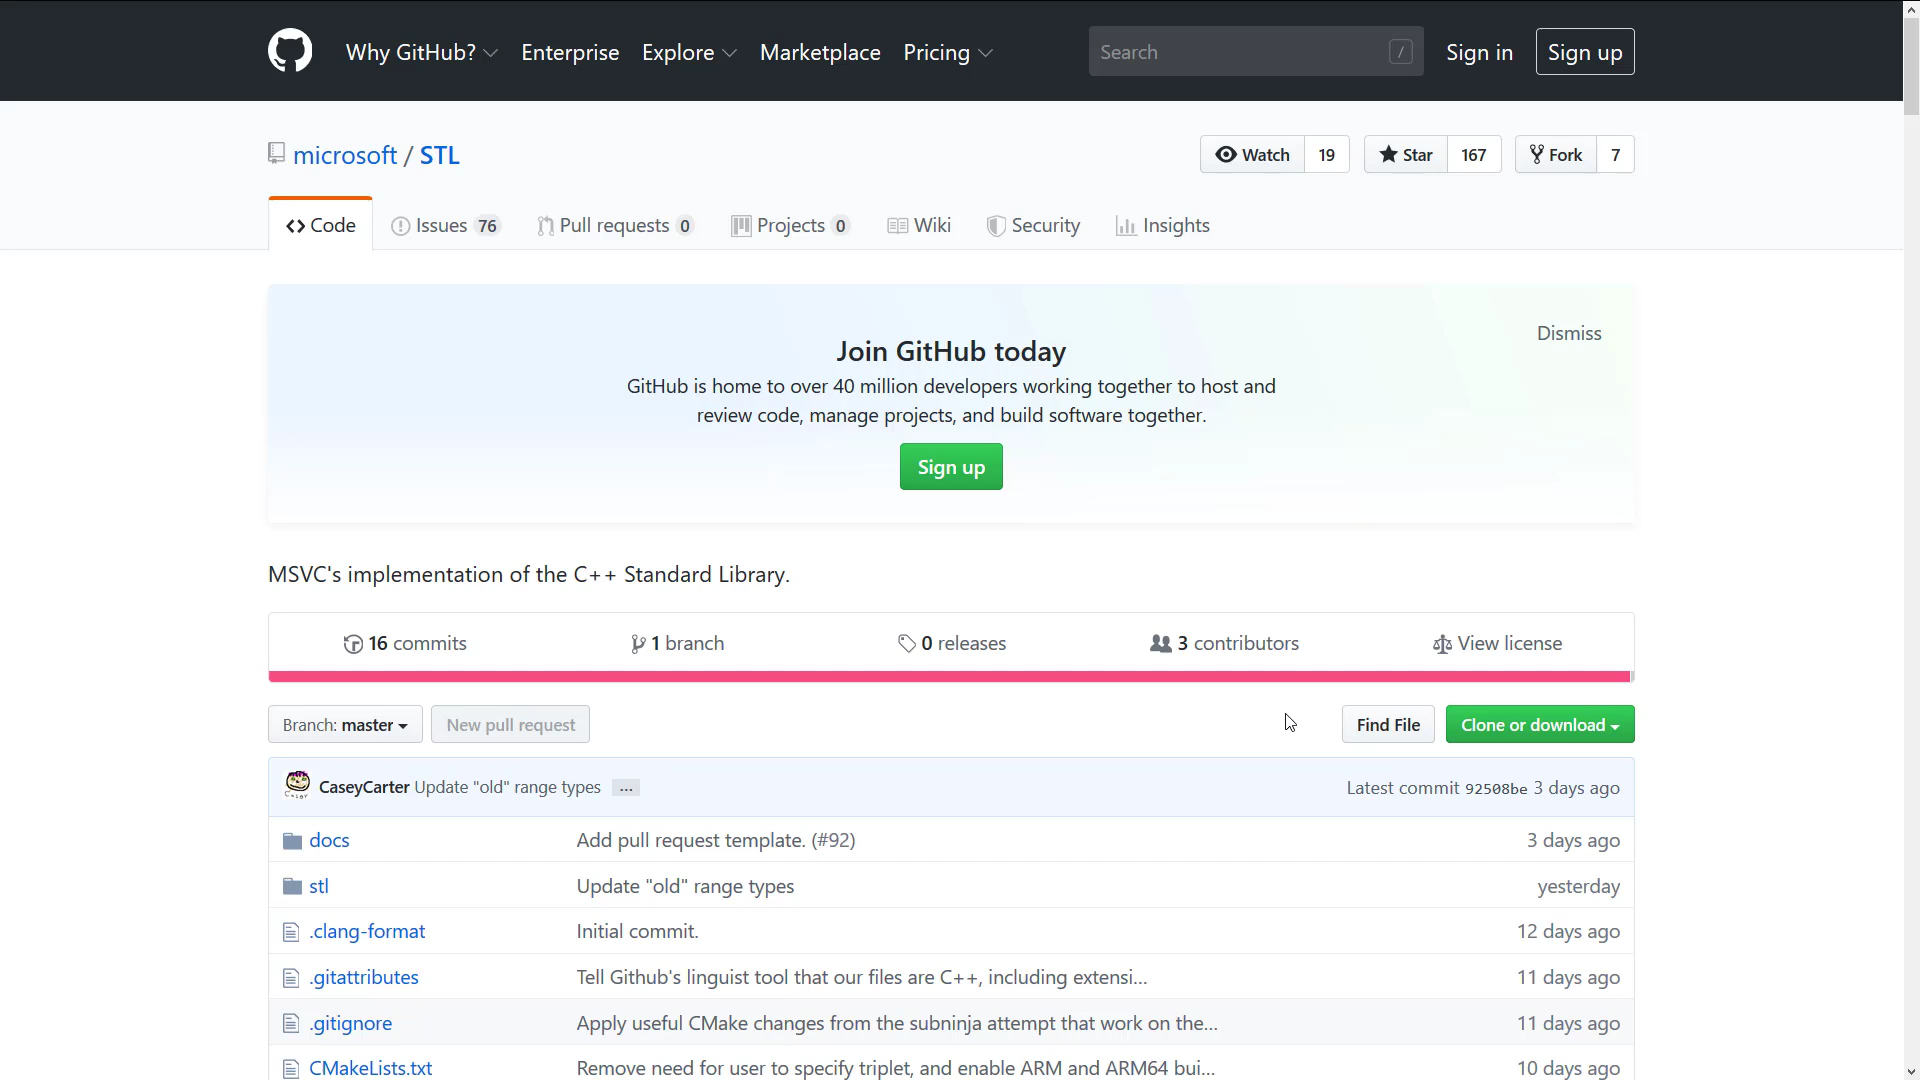 Why GitHub? Enterprise Explore Marketplace Pricing Search / Sign in Sign up
microsoft / STL Watch 19 Star 167 Fork 7
Code Issues 76 Pull requests 0 Projects 0 Wiki Security Insights
Dismiss
Join GitHub today
GitHub is home to over 40 million developers working together to host and
review code, manage projects, and build software together.
Sign up
MSVC's implementation of the C++ Standard Library.
16 commits 1 branch 0 releases 3 contributors View license
Branch: master New pull request Find File Clone or download
CaseyCarter Update "old" range types ... Latest commit 92508be 3 days ago
docs Add pull request template. (#92) 3 days ago
stl Update "old" range types yesterday
.clang-format Initial commit. 12 days ago
.gitattributes Tell Github's linguist tool that our files are C++, including extensi... 11 days ago
.gitignore Apply useful CMake changes from the subninja attempt that work on the... 11 days ago
CMakeLists.txt Remove need for user to specify triplet, and enable ARM and ARM64 bui... 10 days ago